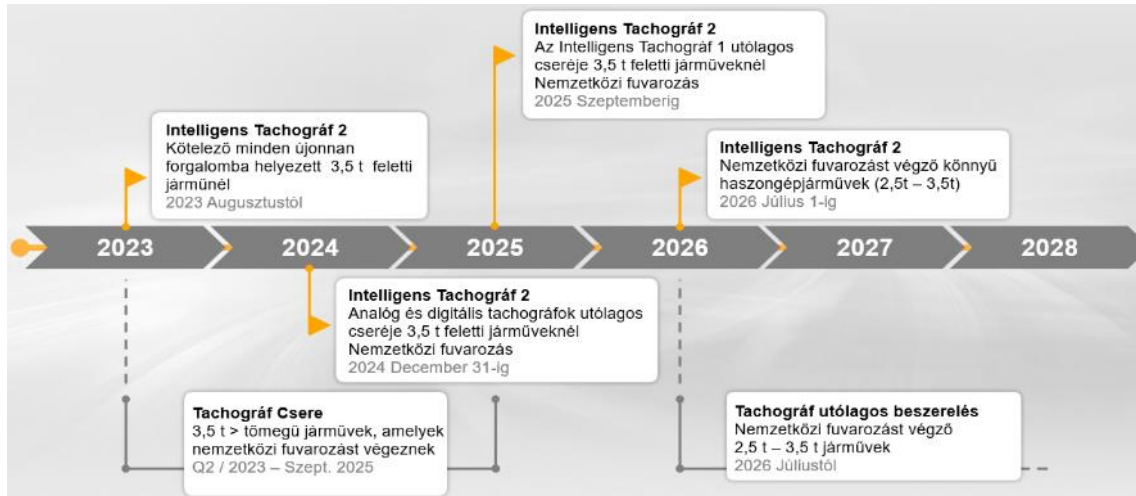 Intelligens Tachográf 2
Az Intelligens Tachográf 1 utólagos
cseréje 3,5 t feletti járműveknél
Nemzetközi fuvarozás
2025 Szeptemberig
Intelligens Tachográf 2
Kötelező minden újonnan
forgalomba helyezett 3,5 t feletti
járműnél
2023 Augusztustól
Intelligens Tachográf 2
Nemzetközi fuvarozást végző könnyű
haszongépjárművek (2,5t – 3,5t)
2026 Július 1-ig
2023 2024 2025 2026 2027 2028
Intelligens Tachográf 2
Analóg és digitális tachográfok utólagos
cseréje 3,5 t feletti járműveknél
Nemzetközi fuvarozás
2024 December 31-ig
Tachográf Csere
3,5 t > tömegű járművek, amelyek
nemzetközi fuvarozást végeznek
Q2 / 2023 – Szept. 2025
Tachográf utólagos beszerelés
Nemzetközi fuvarozást végző
2,5 t – 3,5 t járművek
2026 Júliustól